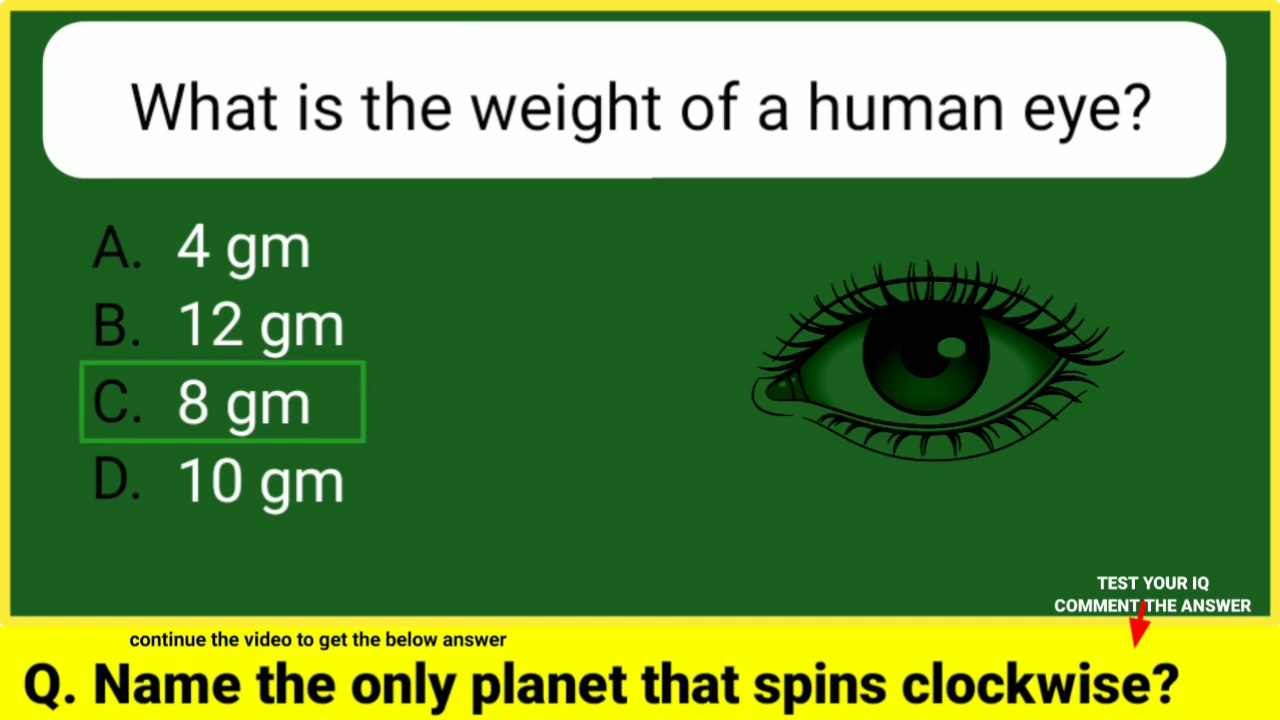 What is the weight of a human eye?
A. 4 gm
B. 12 gm
C. 8 gm
D. 10 gm
TEST YOUR IQ
COMMENT THE ANSWER
continue the video to get the below answer
Q. Name the only planet that spins clockwise?